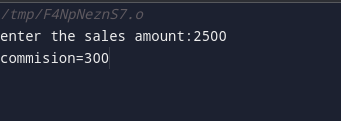 /tmp/F4NpNeznS7.o
enter the sales amount:2500
commision=300